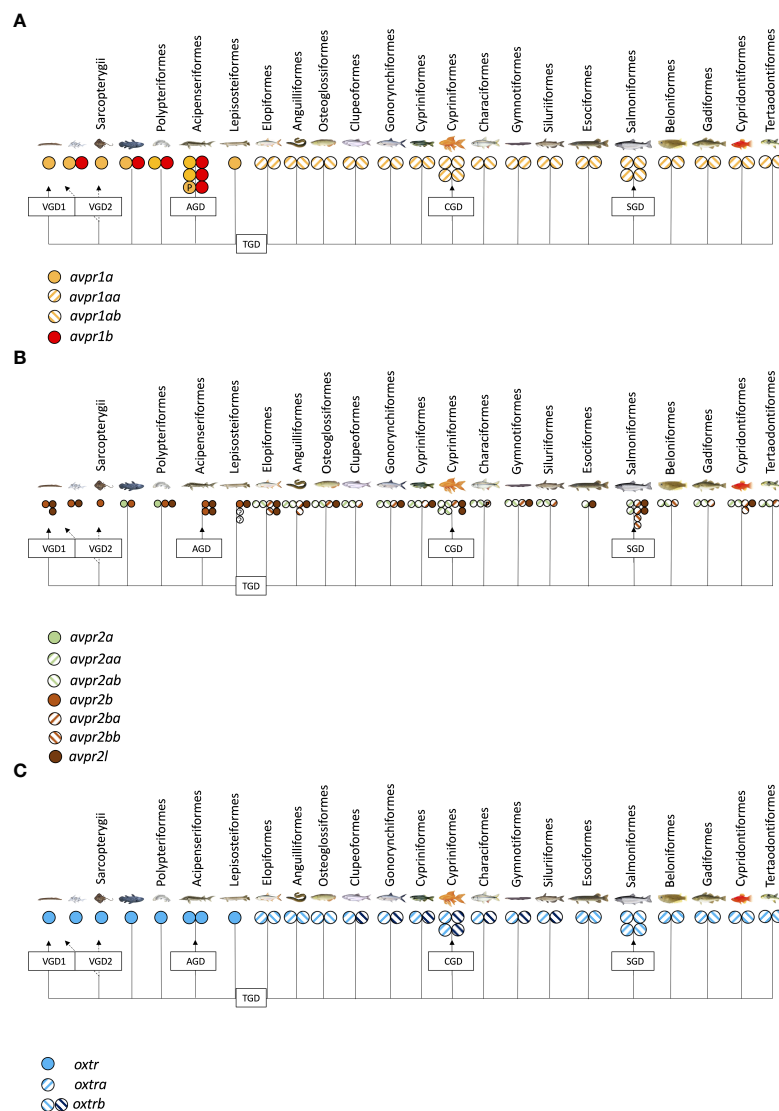 A
Sarcopterygii
Polypteriformes
Acipenseriformes
Lepisosteiformes
Elopiformes
Anguilliformes
Osteoglossiformes
Clupeoformes
Gonorynchiformes
Cypriniformes
Cypriniformes
Characiformes
Gymnotiformes
Siluriiformes
Esociformes
Salmoniformes
Beloniformes
Gadiformes
Cypridontiformes
Tertaodontiformes
P
VGD1
VGD2
AGD
CGD
SGD
TGD
avpr1a
avpr1aa
avpr1ab
avpr1b
B
Sarcopterygii
Polypteriformes
Acipenseriformes
Lepisosteiformes
Elopiformes
Anguilliformes
Osteoglossiformes
Clupeoformes
Gonorynchiformes
Cypriniformes
Cypriniformes
Characiformes
Gymnotiformes
Siluriiformes
Esociformes
Salmoniformes
Beloniformes
Gadiformes
Cypridontiformes
Tertaodontiformes
VGD1
VGD2
AGD
CGD
SGD
TGD
avpr2a
avpr2aa
avpr2ab
avpr2b
avpr2ba
avpr2bb
avpr2l
C
Sarcopterygii
Polypteriformes
Acipenseriformes
Lepisosteiformes
Elopiformes
Anguilliformes
Osteoglossiformes
Clupeoformes
Gonorynchiformes
Cypriniformes
Cypriniformes
Characiformes
Gymnotiformes
Siluriiformes
Esociformes
Salmoniformes
Beloniformes
Gadiformes
Cypridontiformes
Tertaodontiformes
VGD1
VGD2
AGD
CGD
SGD
TGD
oxtr
oxtra
oxtrb